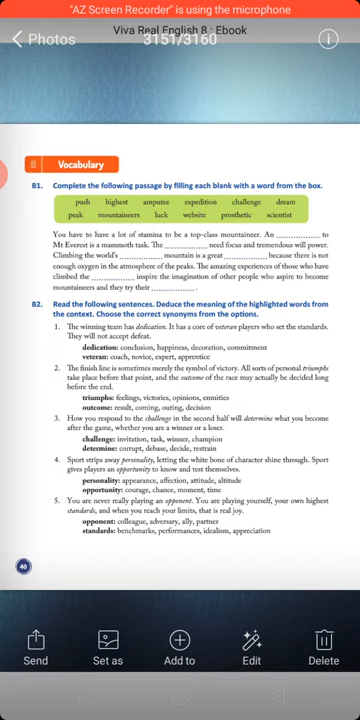 "AZ Screen Recorder" is using the microphone
Viva Real English 8 : Ebook
Photos
3151/3160
B Vocabulary
B1. Complete the following passage by filling each blank with a word from the box.
push highest amputee expedition challenge dream
peak mountaineers luck website prosthetic scientist
You have to have a lot of stamina to be a top-class mountaineer. An .................. to
Mt Everest is a mammoth task. The .................. need focus and tremendous will power.
Climbing the world's .................. mountain is a great .................. because there is not
enough oxygen in the atmosphere of the peaks. The amazing experiences of those who have
climbed the .................. inspire the imagination of other people who aspire to become
mountaineers and they try their ..................
B2. Read the following sentences. Deduce the meaning of the highlighted words from
the context. Choose the correct synonyms from the options.
1. The winning team has dedication. It has a core of veteran players who set the standards.
They will not accept defeat.
dedication: conclusion, happiness, decoration, commitment
veteran: coach, novice, expert, apprentice
2. The finish line is sometimes merely the symbol of victory. All sorts of personal triumphs
take place before that point, and the outcome of the race may actually be decided long
before the end.
triumphs: feelings, victories, opinions, enmities
outcome: result, coming, outing, decision
3. How you respond to the challenge in the second half will determine what you become
after the game, whether you are a winner or a loser.
challenge: invitation, task, winner, champion
determine: corrupt, debase, decide, restrain
4. Sport strips away personality, letting the white bone of character shine through. Sport
gives players an opportunity to know and test themselves.
personality: appearance, affection, attitude, altitude
opportunity: courage, chance, moment, time
5. You are never really playing an opponent. You are playing yourself, your own highest
standards, and when you reach your limits, that is real joy.
opponent: colleague, adversary, ally, partner
standards: benchmarks, performances, idealism, appreciation
40
Send Set as Add to Edit Delete